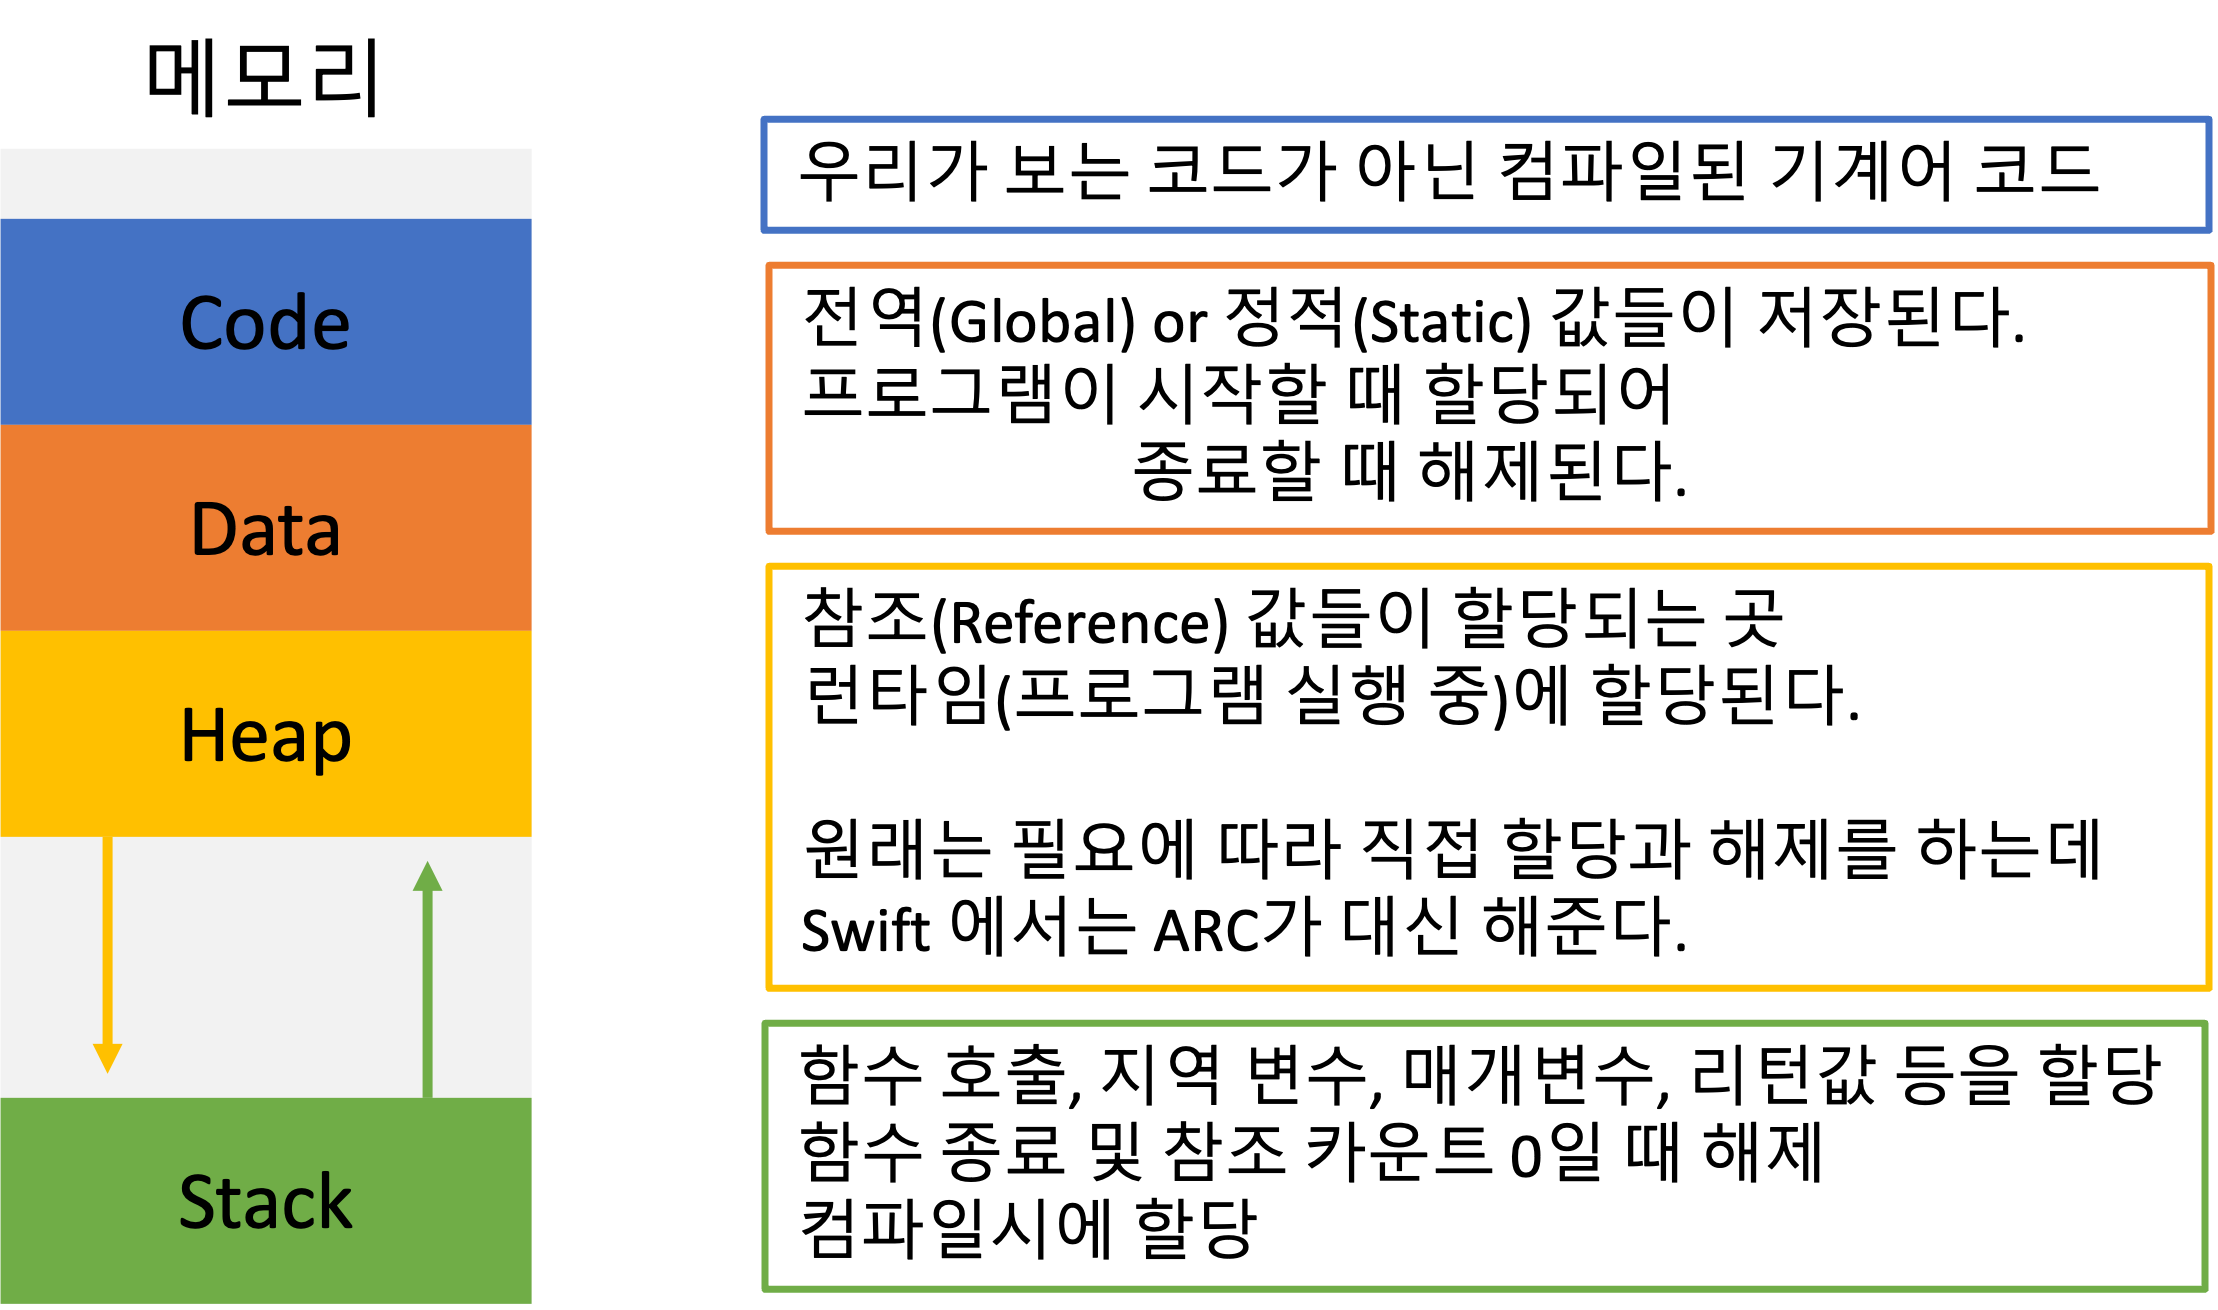 메모리
Code
Data
Heap
Stack
우리가 보는 코드가 아닌 컴파일된 기계어 코드
전역(Global) or 정적(Static) 값들이 저장된다.
프로그램이 시작할 때 할당되어
종료할 때 해제된다.
참조(Reference) 값들이 할당되는 곳
런타임(프로그램 실행 중)에 할당된다.
원래는 필요에 따라 직접 할당과 해제를 하는데
Swift 에서는 ARC가 대신 해준다.
함수 호출, 지역 변수, 매개변수, 리턴값 등을 할당
함수 종료 및 참조 카운트 0일 때 해제
컴파일시에 할당